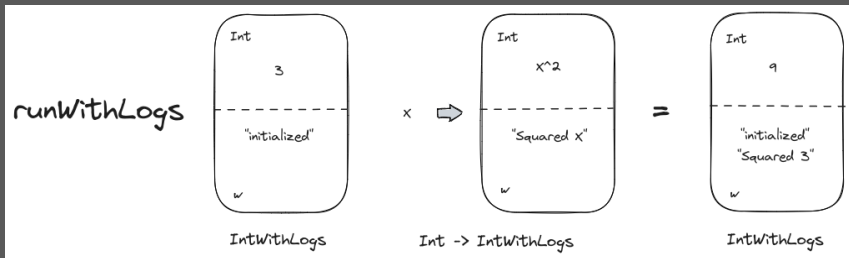 runWithLogs
Int
3
"initialized"
w
IntWithLogs
x
Int
x^2
"Squared x"
w
Int -> IntWithLogs
=
Int
9
"initialized"
"Squared 3"
w
IntWithLogs